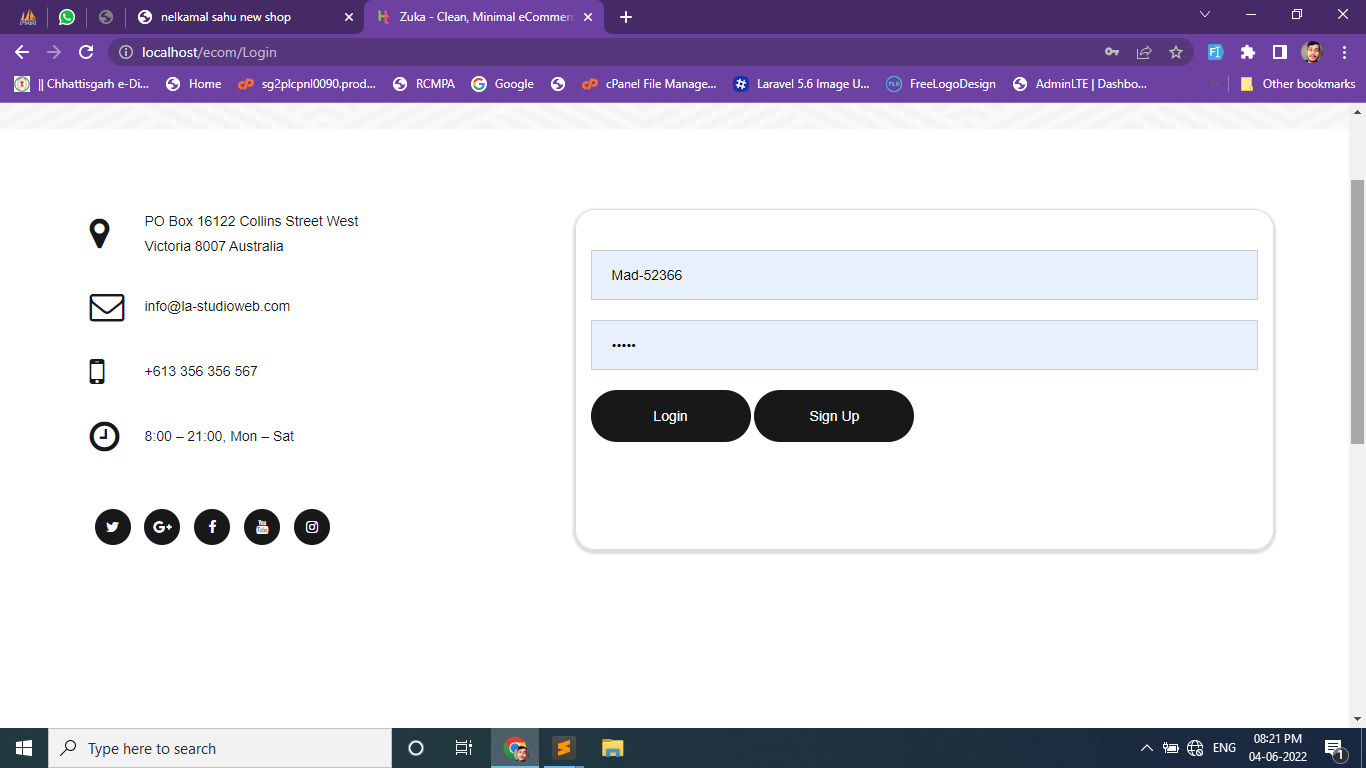 nelkamal sahu new shop
Zuka - Clean, Minimal eCommerc
localhost/ecom/Login
|| Chhattisgarh e-Di...
Home
sg2plcpnl0090.prod...
RCMPA
Google
cPanel File Manage...
Laravel 5.6 Image U...
FLD
FreeLogoDesign
AdminLTE | Dashbo...
»
Other bookmarks
PO Box 16122 Collins Street West
Victoria 8007 Australia
info@la-studioweb.com
+613 356 356 567
8:00 – 21:00, Mon – Sat
Mad-52366
•••••
Login
Sign Up
Type here to search
ENG
08:21 PM
04-06-2022
1